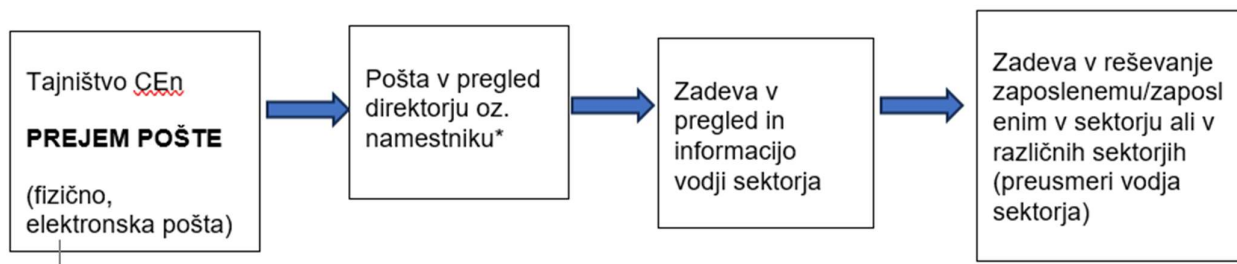 Tajništvo CEn
PREJEM POŠTE
(fizično,
elektronska pošta)
Pošta v pregled
direktorju oz.
namestniku*
Zadeva v
pregled in
informacijo
vodji sektorja
Zadeva v reševanje
zaposlenemu/zaposl
enim v sektorju ali v
različnih sektorjih
(preusmeri vodja
sektorja)